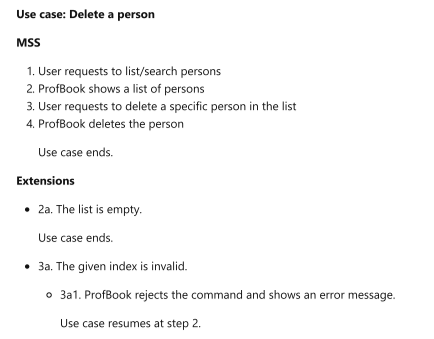 Use case: Delete a person
MSS
1. User requests to list/search persons
2. ProfBook shows a list of persons
3. User requests to delete a specific person in the list
4. ProfBook deletes the person
Use case ends.
Extensions
• 2a. The list is empty.
Use case ends.
• 3a. The given index is invalid.
○ 3a1. ProfBook rejects the command and shows an error message.
Use case resumes at step 2.